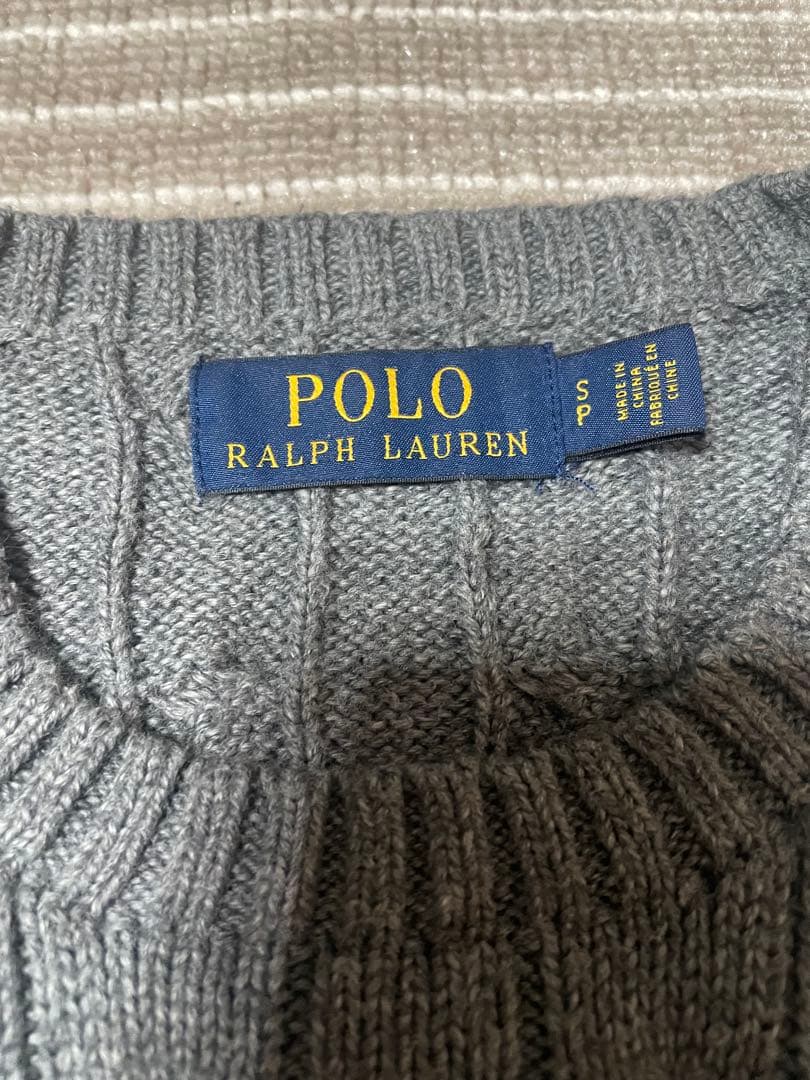 POLO
RALPH LAUREN
S
P
MADE IN
CHINA
FABRIQUÉ EN
CHINE